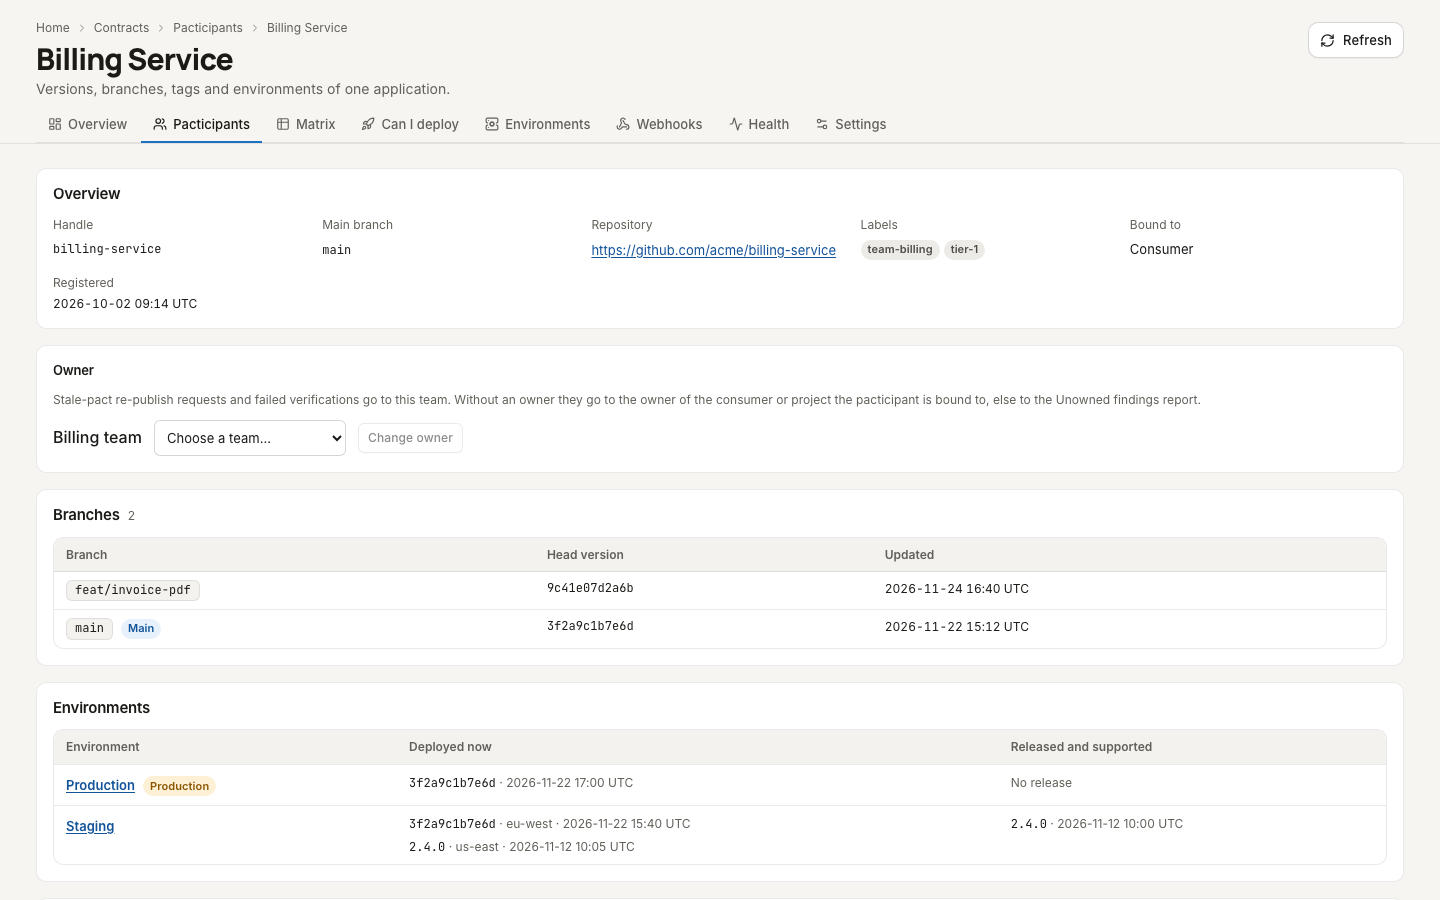 Home > Contracts > Pacticipants > Billing Service
Billing Service
Versions, branches, tags and environments of one application.
Refresh
Overview Pacticipants Matrix Can I deploy Environments Webhooks Health Settings
Overview
Handle Main branch Repository Labels Bound to
billing-service main https://github.com/acme/billing-service team-billing tier-1 Consumer
Registered
2026-10-02 09:14 UTC
Owner
Stale-pact re-publish requests and failed verifications go to this team. Without an owner they go to the owner of the consumer or project the pacticipant is bound to, else to the Unowned findings report.
Billing team Choose a team... Change owner
Branches 2
Branch Head version Updated
feat/invoice-pdf 9c41e07d2a6b 2026-11-24 16:40 UTC
main Main 3f2a9c1b7e6d 2026-11-22 15:12 UTC
Environments
Environment Deployed now Released and supported
Production Production 3f2a9c1b7e6d · 2026-11-22 17:00 UTC No release
Staging 3f2a9c1b7e6d · eu-west · 2026-11-22 15:40 UTC 2.4.0 · 2026-11-12 10:00 UTC
2.4.0 · us-east · 2026-11-12 10:05 UTC